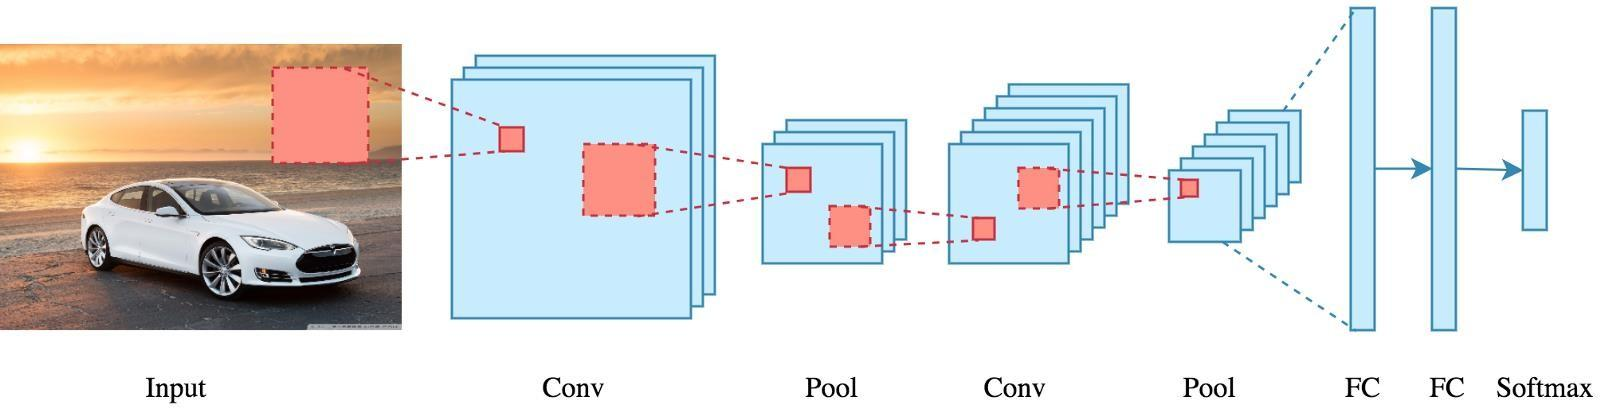 Input
Conv
Pool
Conv
Pool
FC
FC
Softmax